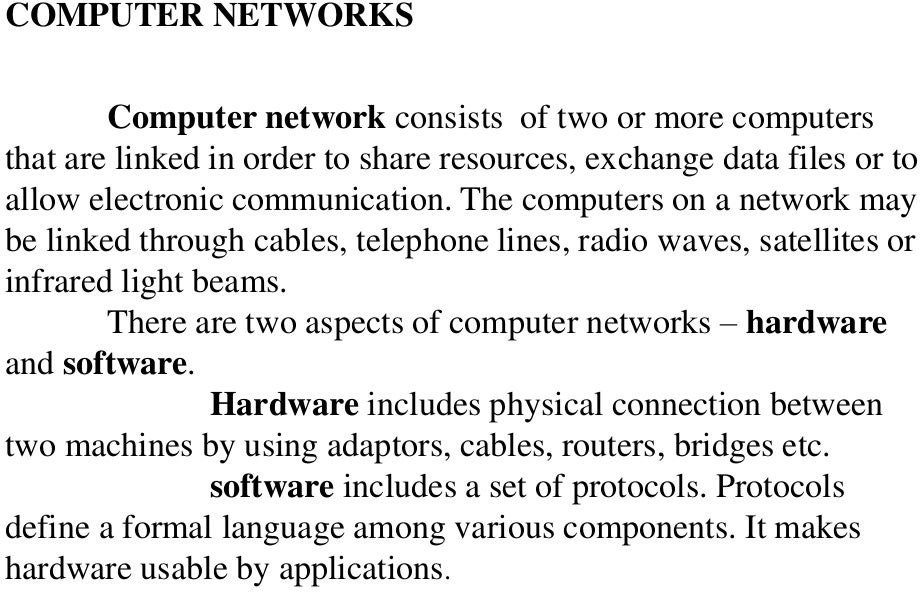 COMPUTER NETWORKS
Computer network consists  of two or more computers
that are linked in order to share resources, exchange data files or to
allow electronic communication. The computers on a network may
be linked through cables, telephone lines, radio waves, satellites or
infrared light beams.
There are two aspects of computer networks – hardware
and software.
Hardware includes physical connection between
two machines by using adaptors, cables, routers, bridges etc.
software includes a set of protocols. Protocols
define a formal language among various components. It makes
hardware usable by applications.